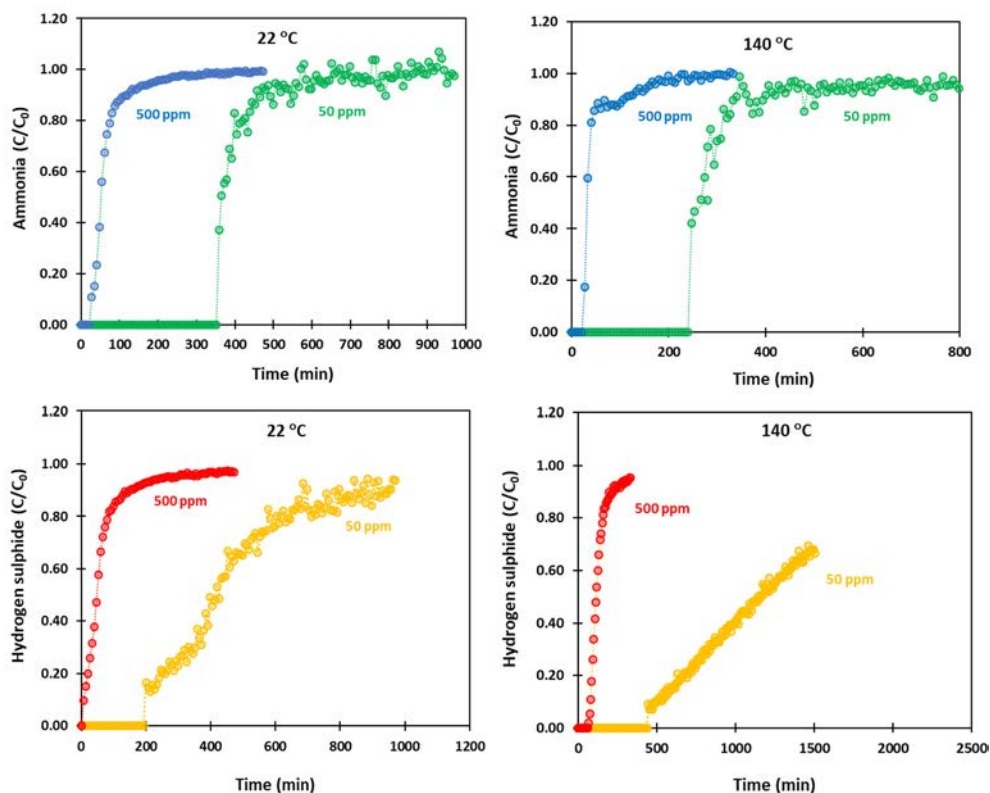 22 °C
1.20
1.00
0.80
0.60
0.40
0.20
0.00
Ammonia (C/C0)
500 ppm
50 ppm
0 100 200 300 400 500 600 700 800 900 1000
Time (min)
140 °C
1.20
1.00
0.80
0.60
0.40
0.20
0.00
Ammonia (C/C0)
500 ppm
50 ppm
0 200 400 600 800
Time (min)
22 °C
1.20
1.00
0.80
0.60
0.40
0.20
0.00
Hydrogen sulphide (C/C0)
500 ppm
50 ppm
0 200 400 600 800 1000 1200
Time (min)
140 °C
1.20
1.00
0.80
0.60
0.40
0.20
0.00
Hydrogen sulphide (C/C0)
500 ppm
50 ppm
0 500 1000 1500 2000 2500
Time (min)